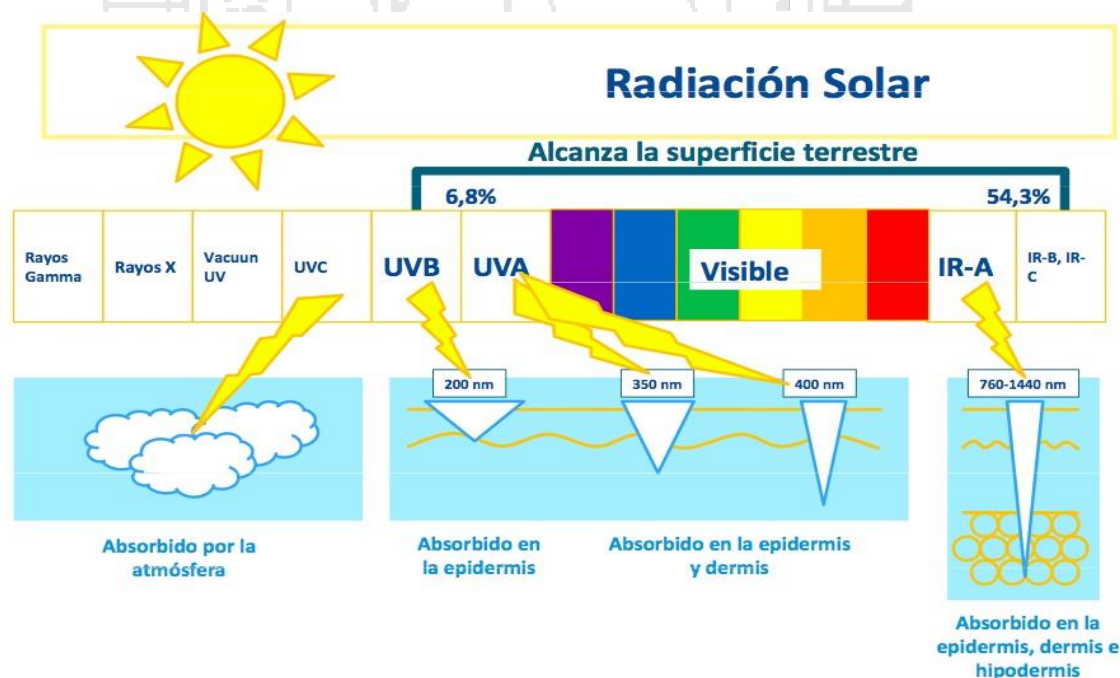 Radiación Solar
Alcanza la superficie terrestre
6,8%
54,3%
Rayos
Gamma
Rayos X
Vacuun
UV
UVC
UVB
UVA
Visible
IR-A
IR-B, IR-
C
200 nm
350 nm
400 nm
760-1440 nm
Absorbido por la
atmósfera
Absorbido en
la epidermis
Absorbido en la epidermis
y dermis
Absorbido en la
epidermis, dermis e
hipodermis